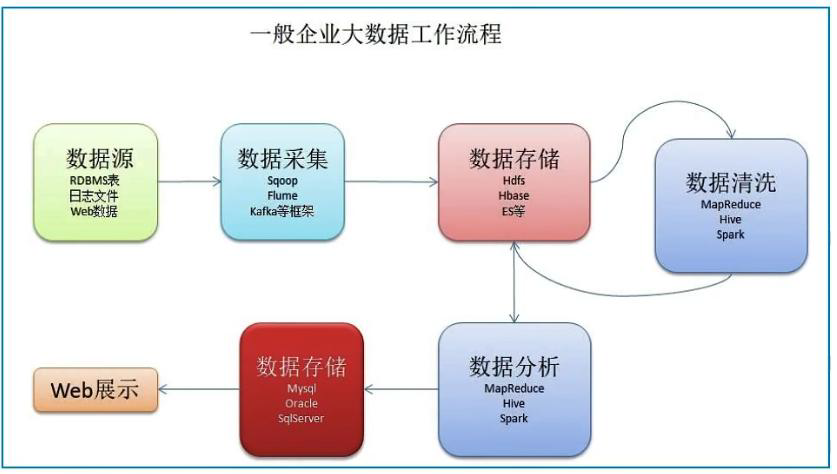 一般企业大数据工作流程
数据源
RDBMS表
日志文件
Web数据
数据采集
Sqoop
Flume
Kafka等框架
数据存储
Hdfs
Hbase
ES等
数据清洗
MapReduce
Hive
Spark
数据分析
MapReduce
Hive
Spark
数据存储
Mysql
Oracle
SqlServer
Web展示